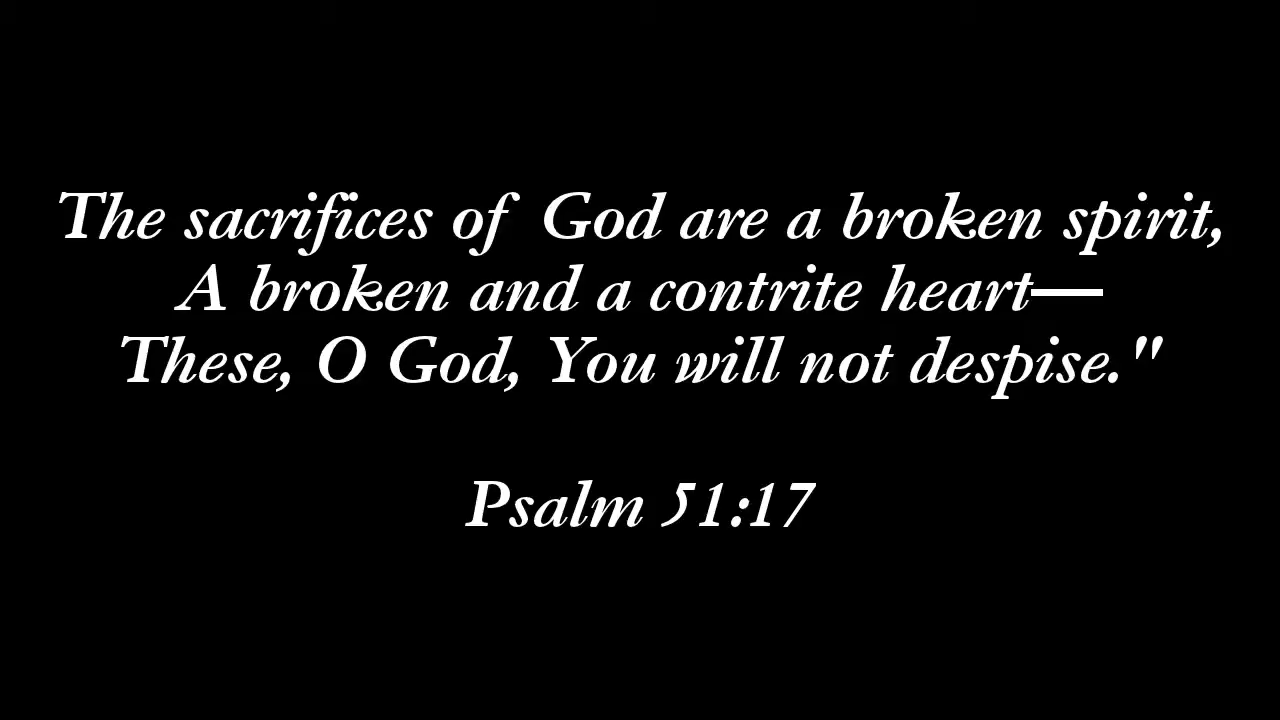 The sacrifices of God are a broken spirit,
A broken and a contrite heart—
These, O God, You will not despise."
Psalm 51:17